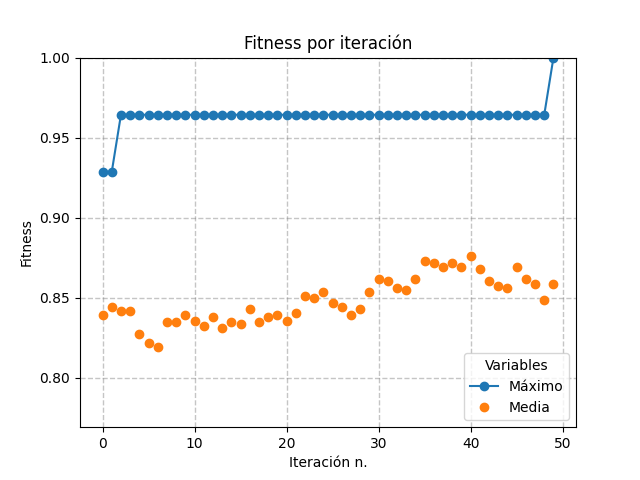 Fitness por iteración
1.00
0.95
0.90
0.85
0.80
Fitness
0
10
20
30
40
50
Iteración n.
Variables
Máximo
Media